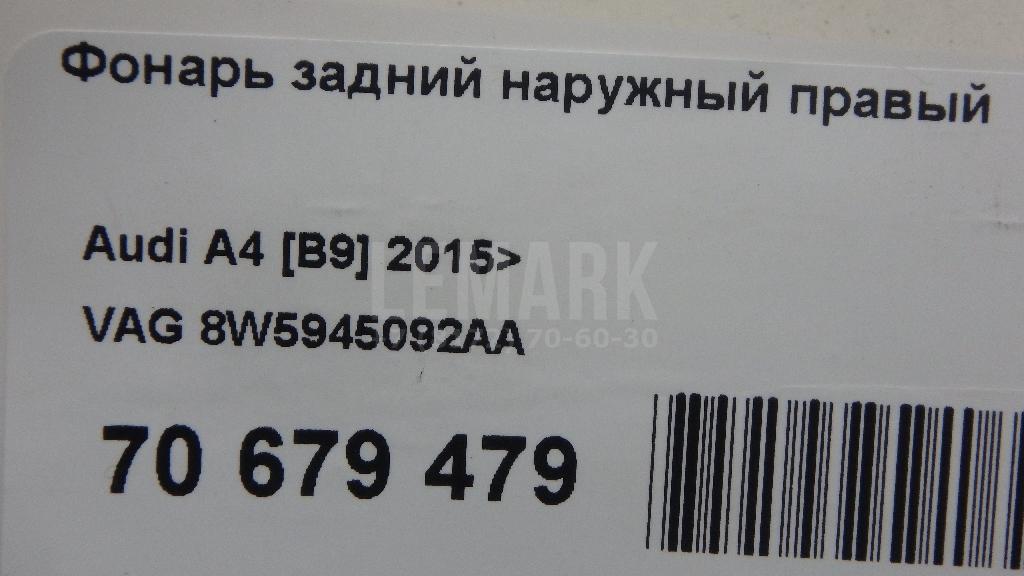 Фонарь задний наружный правый
Audi A4 [B9] 2015>
LEMARK
VAG 8W5945092AA
70-60-30
70 679 479